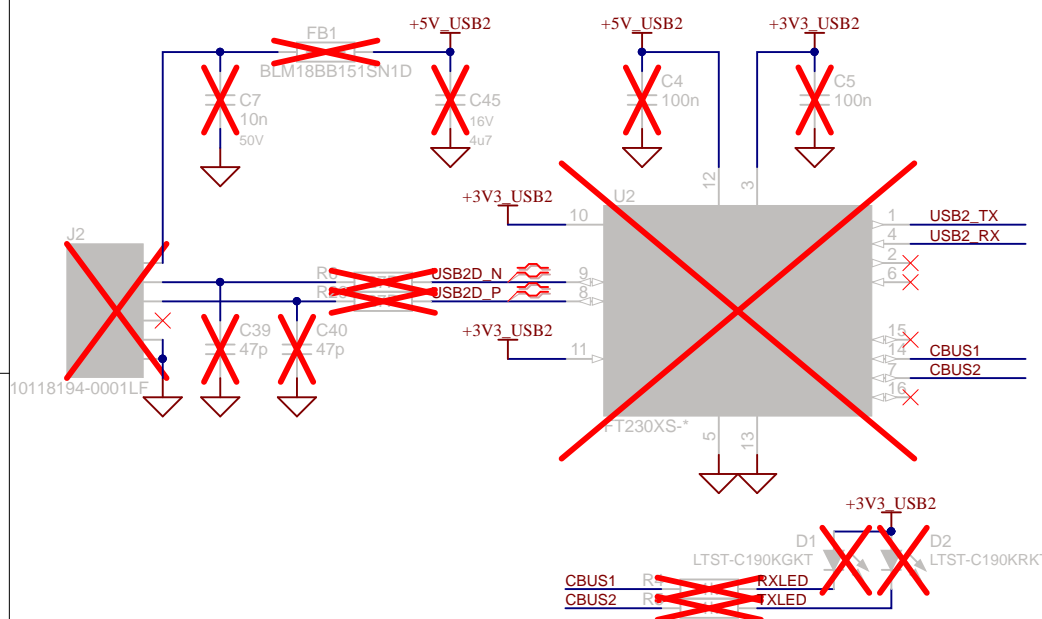 +5V_USB2
+5V_USB2
+3V3_USB2
FB1
BLM18BB151SN1D
C7
10n
50V
C45
16V
4u7
C4
100n
C5
100n
12
3
+3V3_USB2
U2
10
1
USB2_TX
4
USB2_RX
J2
2
6
USB2D_N
9
USB2D_P
8
+3V3_USB2
C39
47p
C40
47p
11
15
14
CBUS1
7
CBUS2
16
10118194-0001LF
FT230XS-*
5
13
+3V3_USB2
D1
LTST-C190KGKT
D2
CBUS1
RXLED
CBUS2
TXLED